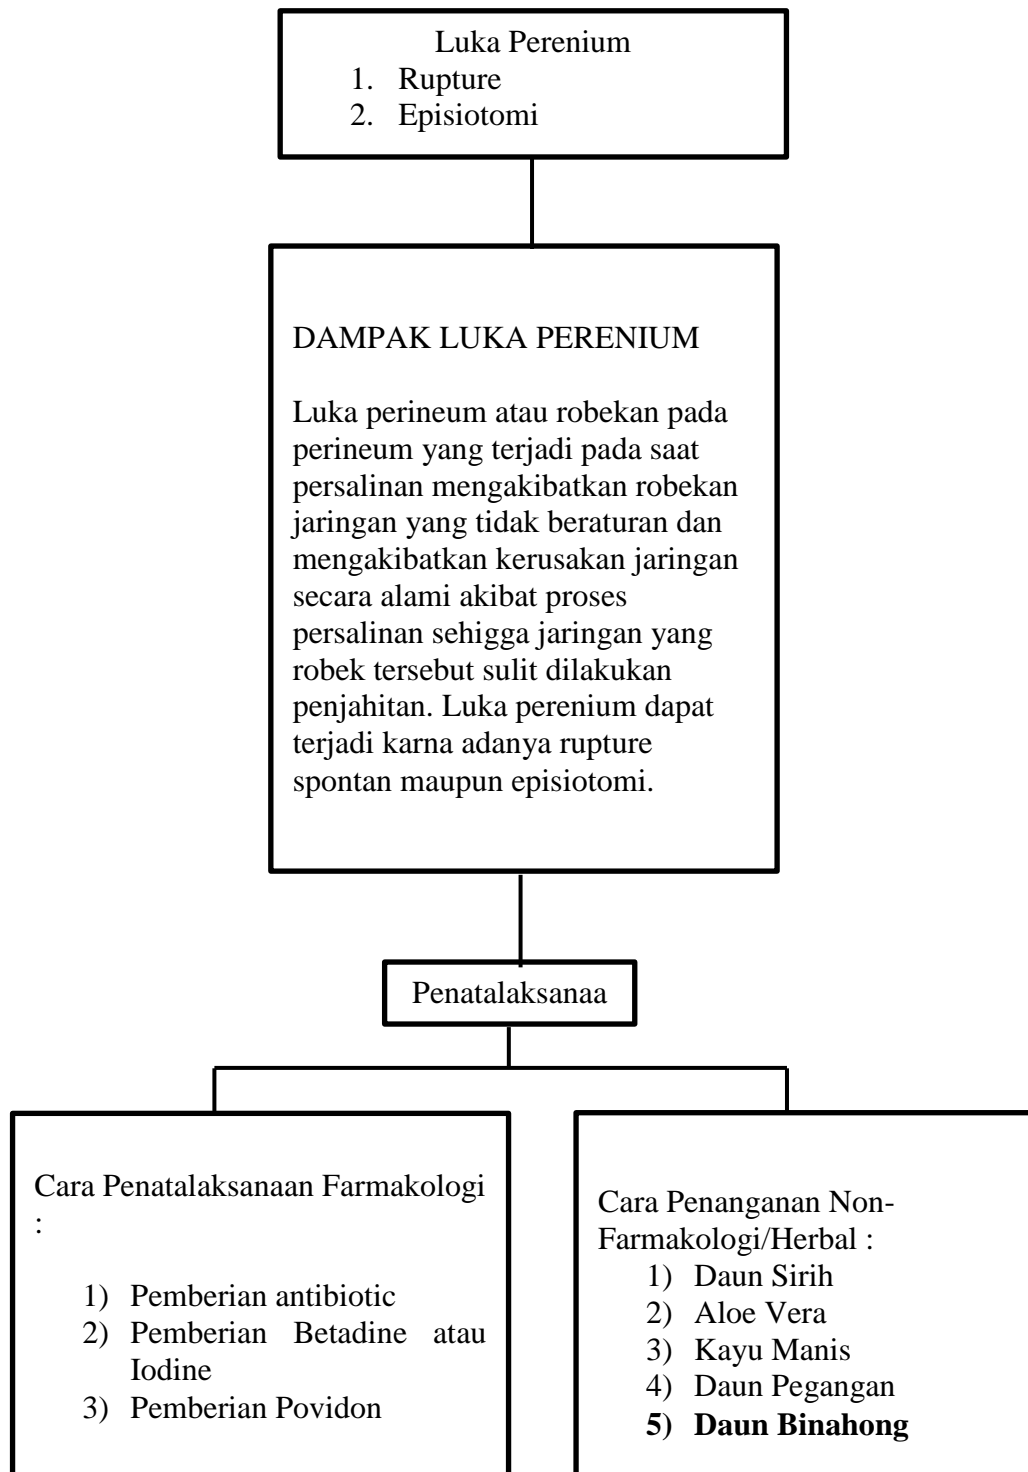 Luka Perenium
1. Rupture
2. Episiotomi
DAMPAK LUKA PERENIUM
Luka perineum atau robekan pada
perineum yang terjadi pada saat
persalinan mengakibatkan robekan
jaringan yang tidak beraturan dan
mengakibatkan kerusakan jaringan
secara alami akibat proses
persalinan sehigga jaringan yang
robek tersebut sulit dilakukan
penjahitan. Luka perenium dapat
terjadi karna adanya rupture
spontan maupun episiotomi.
Penatalaksanaa
Cara Penatalaksanaan Farmakologi
:
1) Pemberian antibiotic
2) Pemberian Betadine atau
Iodine
3) Pemberian Povidon
Cara Penanganan Non-
Farmakologi/Herbal :
1) Daun Sirih
2) Aloe Vera
3) Kayu Manis
4) Daun Pegangan
5) Daun Binahong